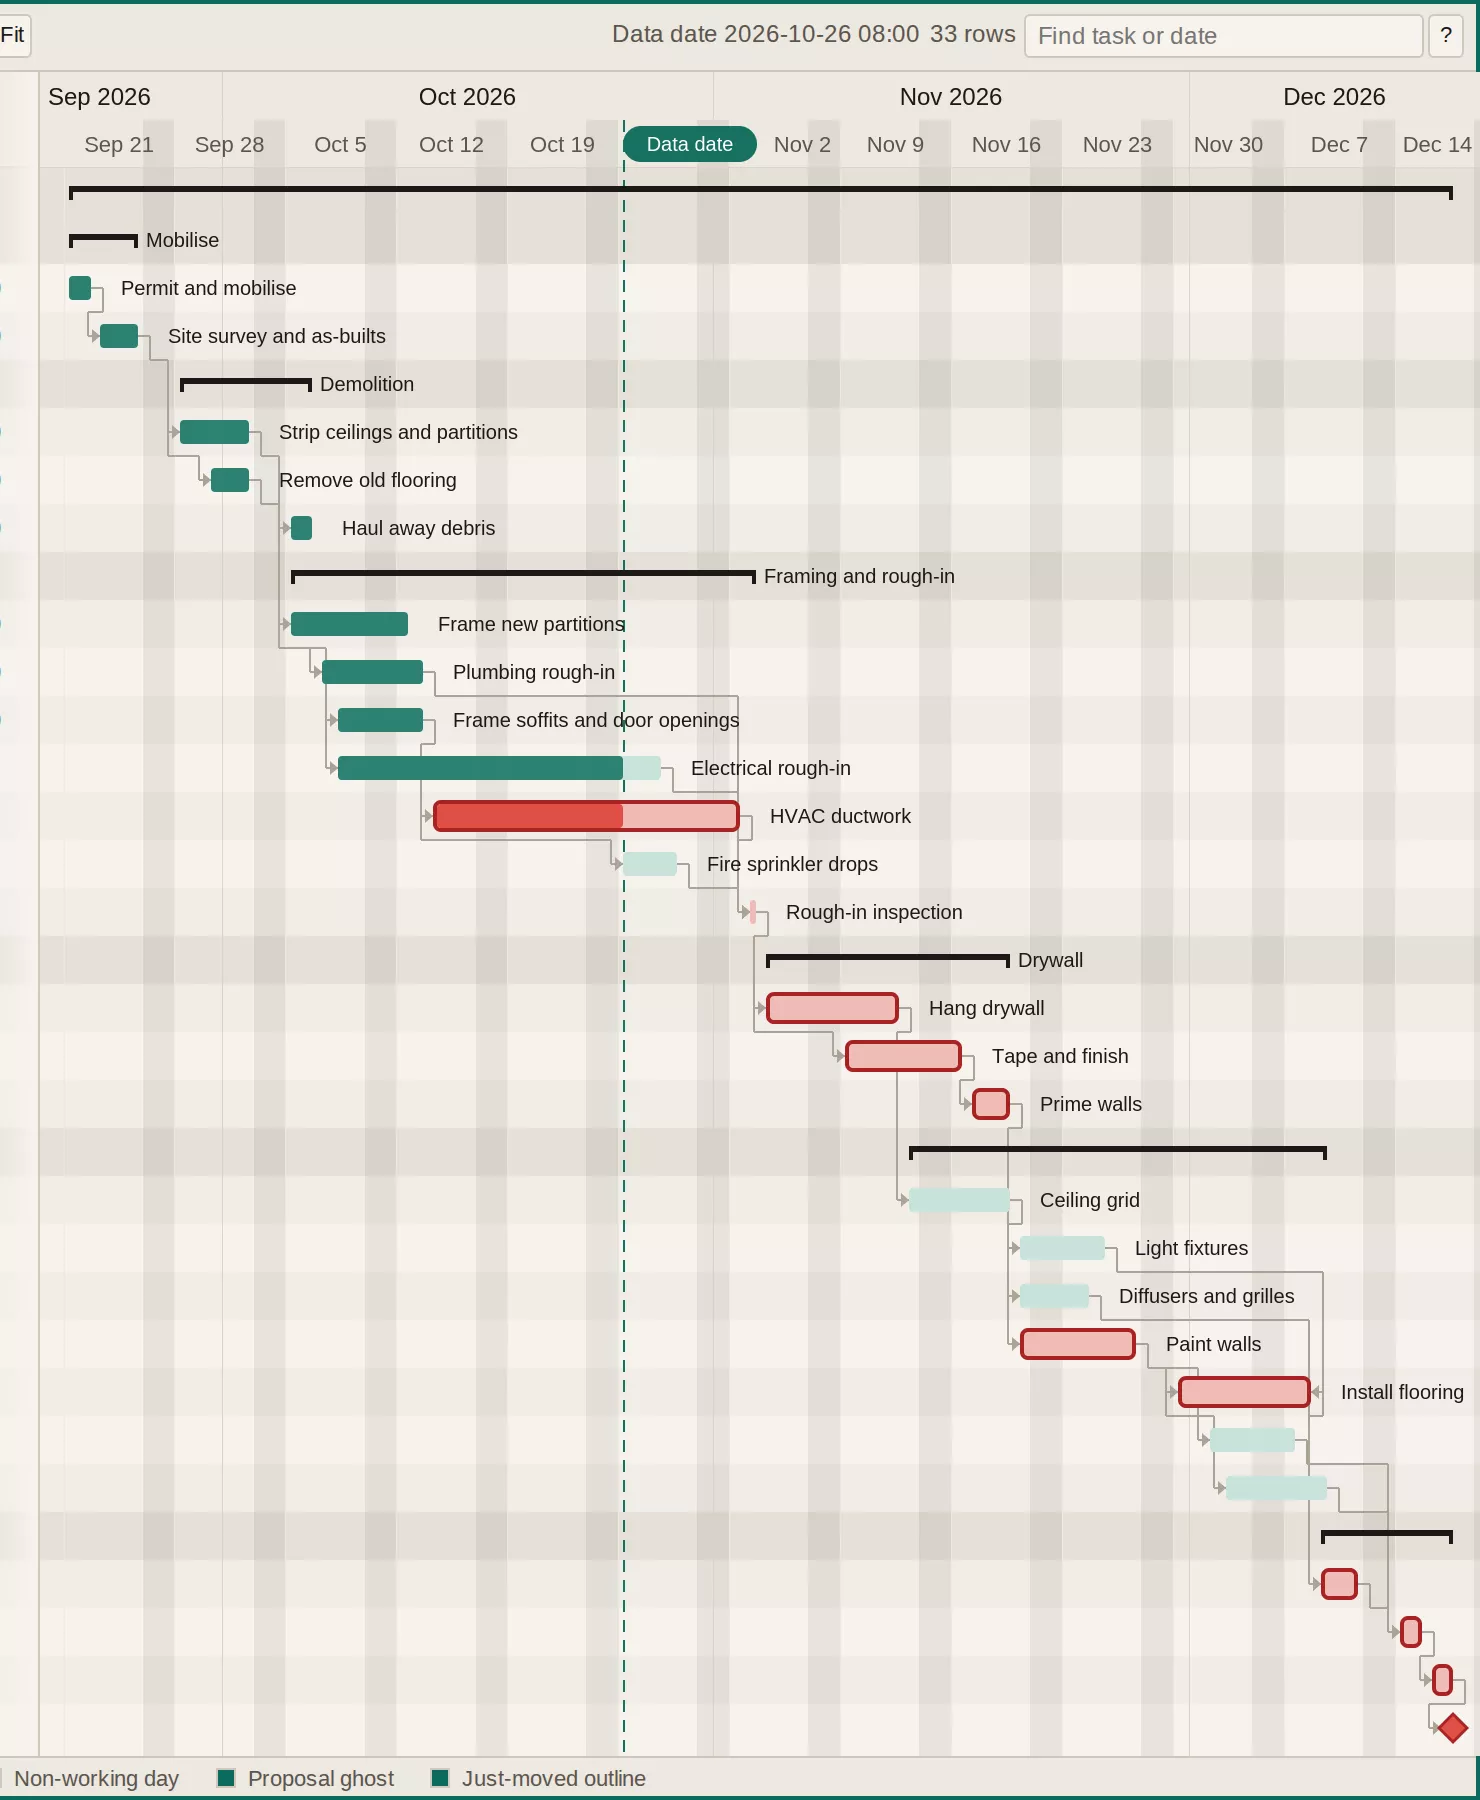 Fit
Data date 2026-10-26 08:00 33 rows
Find task or date
?
Sep 2026
Oct 2026
Nov 2026
Dec 2026
Sep 21
Sep 28
Oct 5
Oct 12
Oct 19
Data date
Nov 2
Nov 9
Nov 16
Nov 23
Nov 30
Dec 7
Dec 14
Mobilise
Permit and mobilise
Site survey and as-builts
Demolition
Strip ceilings and partitions
Remove old flooring
Haul away debris
Framing and rough-in
Frame new partitions
Plumbing rough-in
Frame soffits and door openings
Electrical rough-in
HVAC ductwork
Fire sprinkler drops
Rough-in inspection
Drywall
Hang drywall
Tape and finish
Prime walls
Ceiling grid
Light fixtures
Diffusers and grilles
Paint walls
Install flooring
Non-working day
Proposal ghost
Just-moved outline